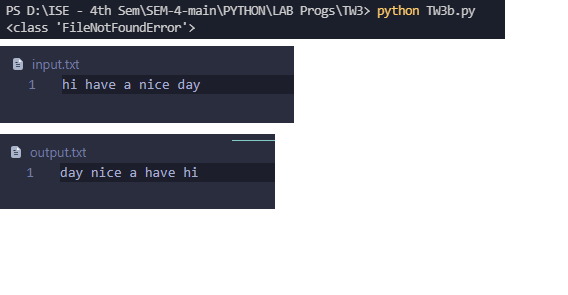 PS D:\ISE - 4th Sem\SEM-4-main\PYTHON\LAB Progs\TW3> python TW3b.py
<class 'FileNotFoundError'>
input.txt
1 hi have a nice day
output.txt
1 day nice a have hi